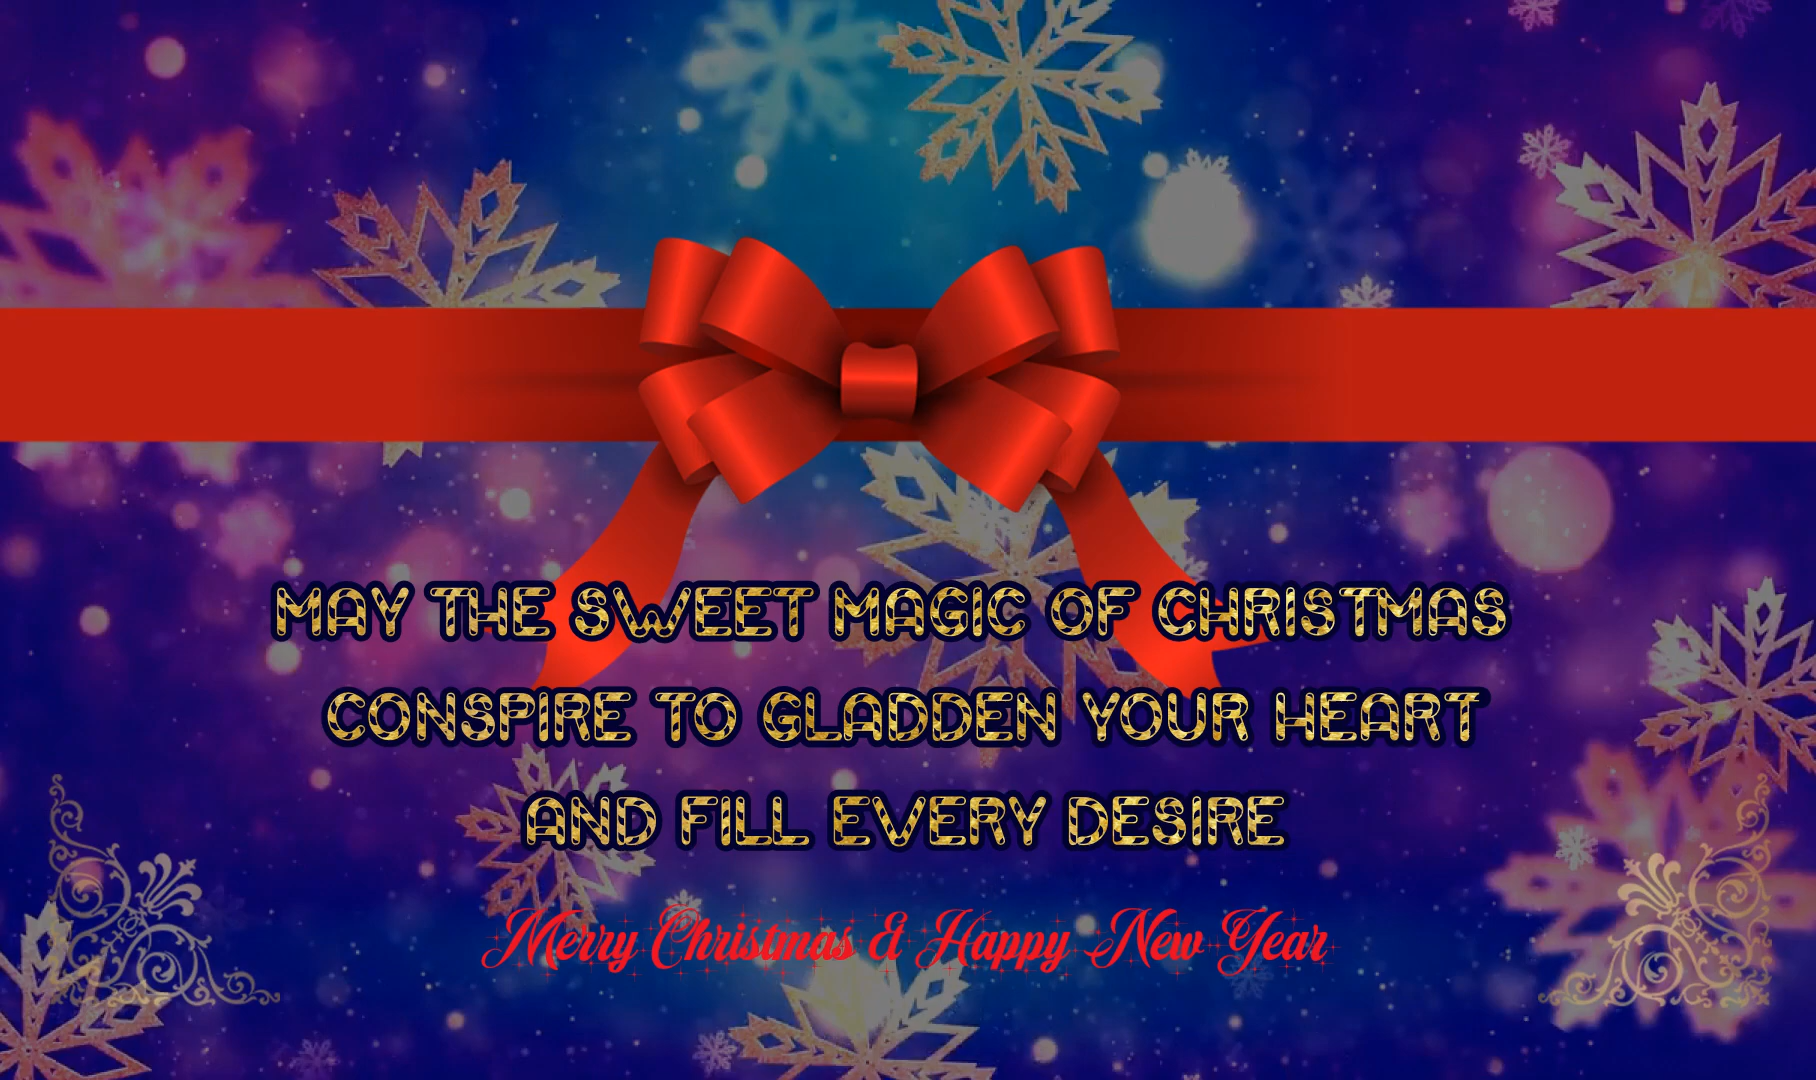 MAY THE SWEET MAGIC OF CHRISTMAS
CONSPIRE TO GLADDEN YOUR HEART
AND FILL EVERY DESIRE
Merry Christmas & Happy New Year